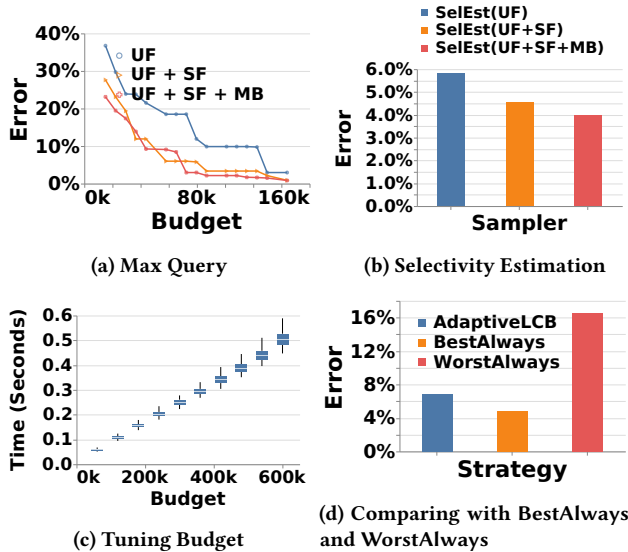 40%
30%
20%
10%
0%
Error
UF
UF + SF
UF + SF + MB
0k
80k
160k
Budget
(a) Max Query
SelEst(UF)
SelEst(UF+SF)
SelEst(UF+SF+MB)
6.0%
5.0%
4.0%
3.0%
2.0%
1.0%
0.0%
Error
Sampler
(b) Selectivity Estimation
0.6
0.5
0.4
0.3
0.2
0.1
0.0
Time (Seconds)
0k
200k
400k
600k
Budget
(c) Tuning Budget
16%
12%
8%
4%
0%
Error
AdaptiveLCB
BestAlways
WorstAlways
Strategy
(d) Comparing with BestAlways
and WorstAlways